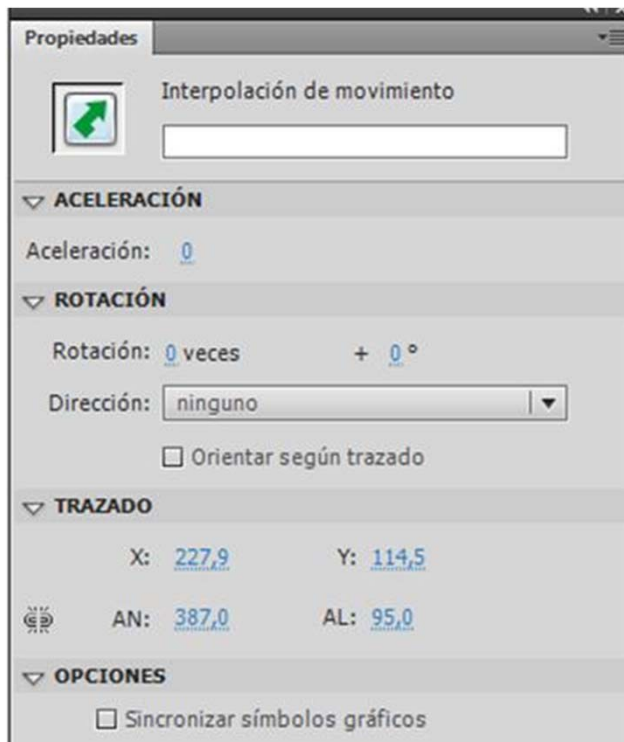 Propiedades
Interpolación de movimiento
ACELERACIÓN
Aceleración: 0
ROTACIÓN
Rotación: 0 veces + 0 °
Dirección: ninguno
Orientar según trazado
TRAZADO
X: 227,9 Y: 114,5
AN: 387,0 AL: 95,0
OPCIONES
Sincronizar símbolos gráficos